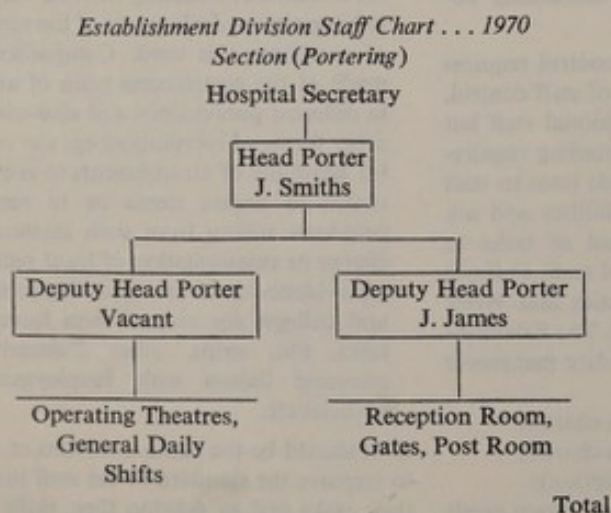 Establishment Division Staff Chart . . . 1970
Section (Portering)
Hospital Secretary
Head Porter
J. Smiths
Deputy Head Porter
Vacant
Deputy Head Porter
J. James
Operating Theatres,
General Daily
Shifts
Reception Room,
Gates, Post Room
Total